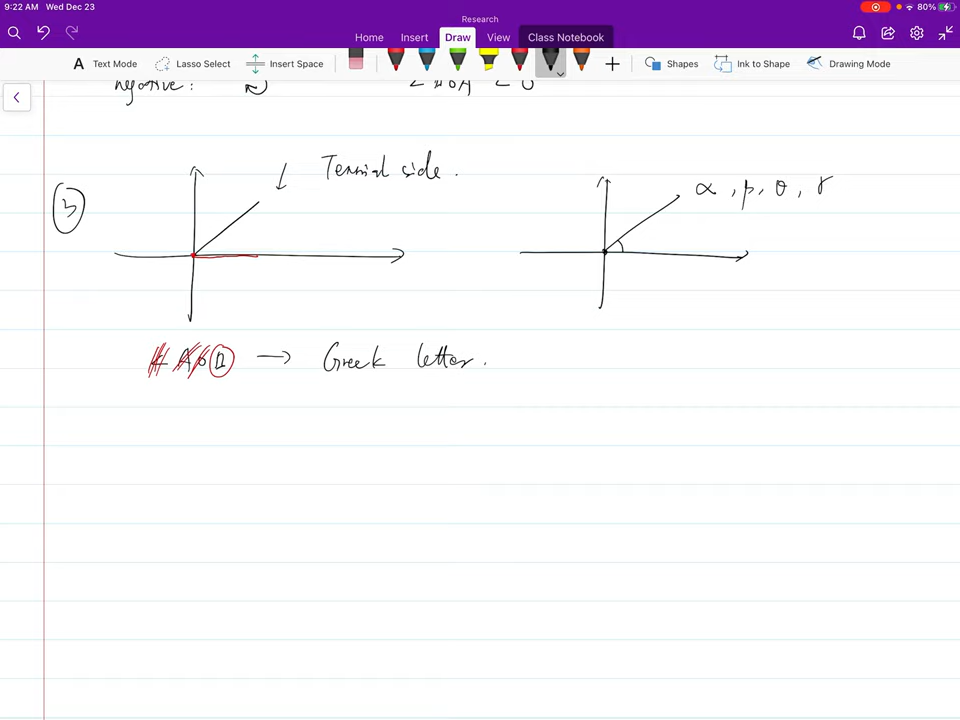 9:22 AM Wed Dec 23
80%
Research
Home Insert Draw View Class Notebook
A Text Mode Lasso Select Insert Space Shapes Ink to Shape Drawing Mode
negative:
3 Terminal side.
α, β, θ, γ
→ Greek letter.